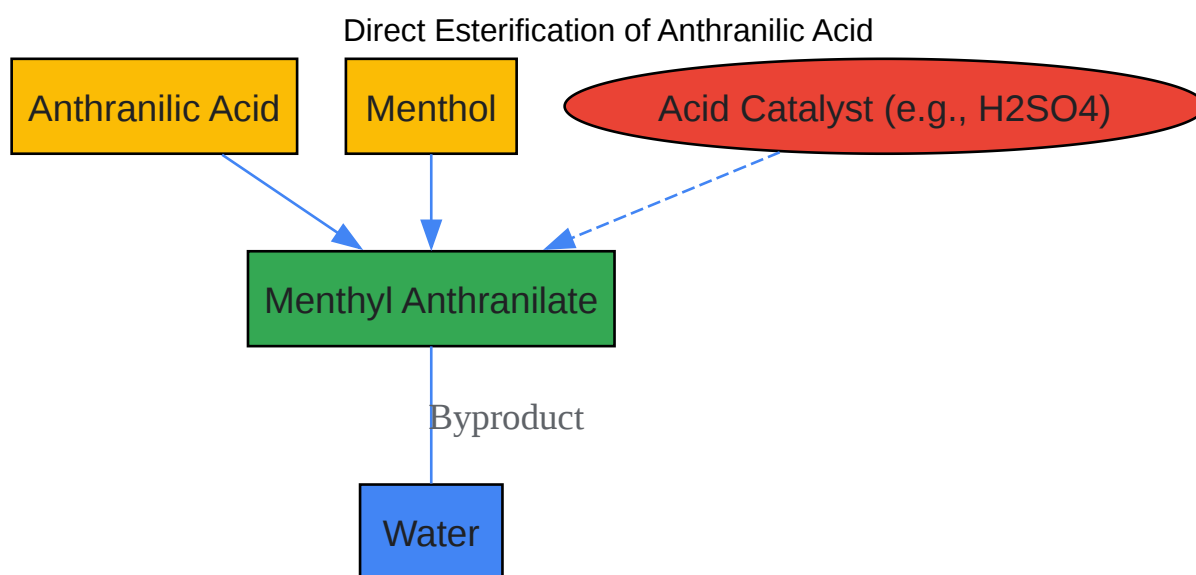 Direct Esterification of Anthranilic Acid
Anthranilic Acid
Menthol
Acid Catalyst (e.g., H2SO4)
Menthyl Anthranilate
Byproduct
Water